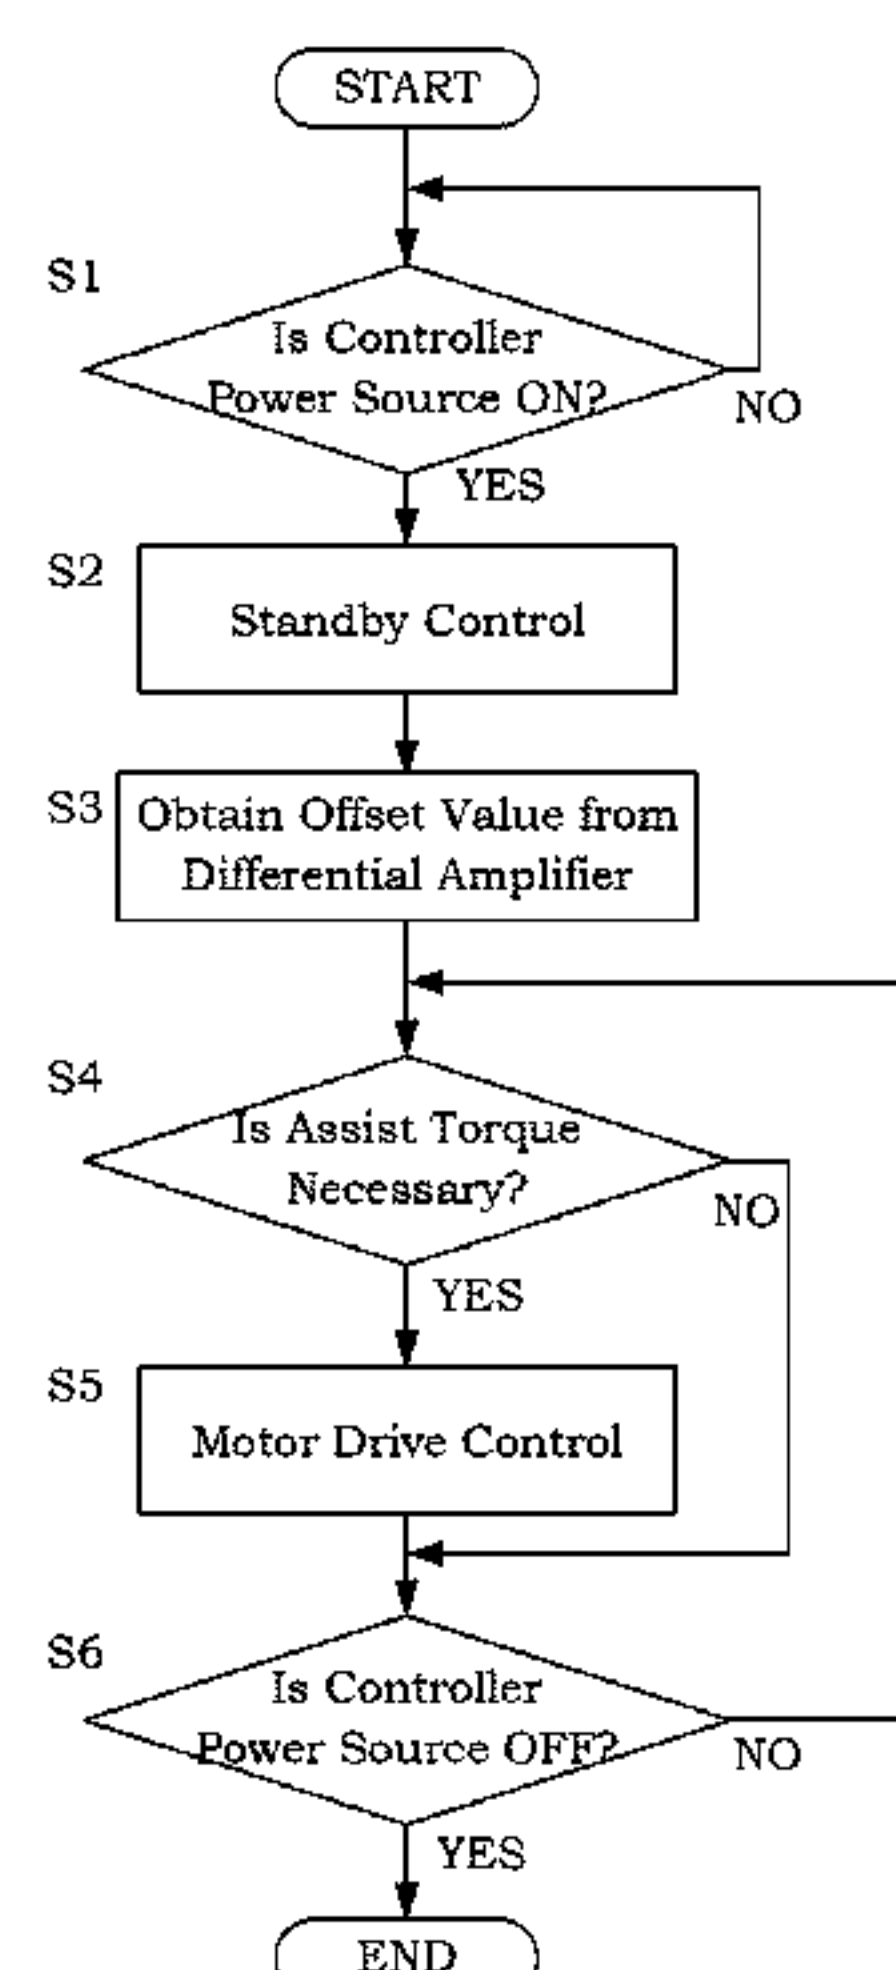 START
S1
Is Controller
Power Source ON?
NO
YES
S2
Standby Control
S3
Obtain Offset Value from
Differential Amplifier
S4
Is Assist Torque
Necessary?
NO
YES
S5
Motor Drive Control
S6
Is Controller
Power Source OFF?
NO
YES
END